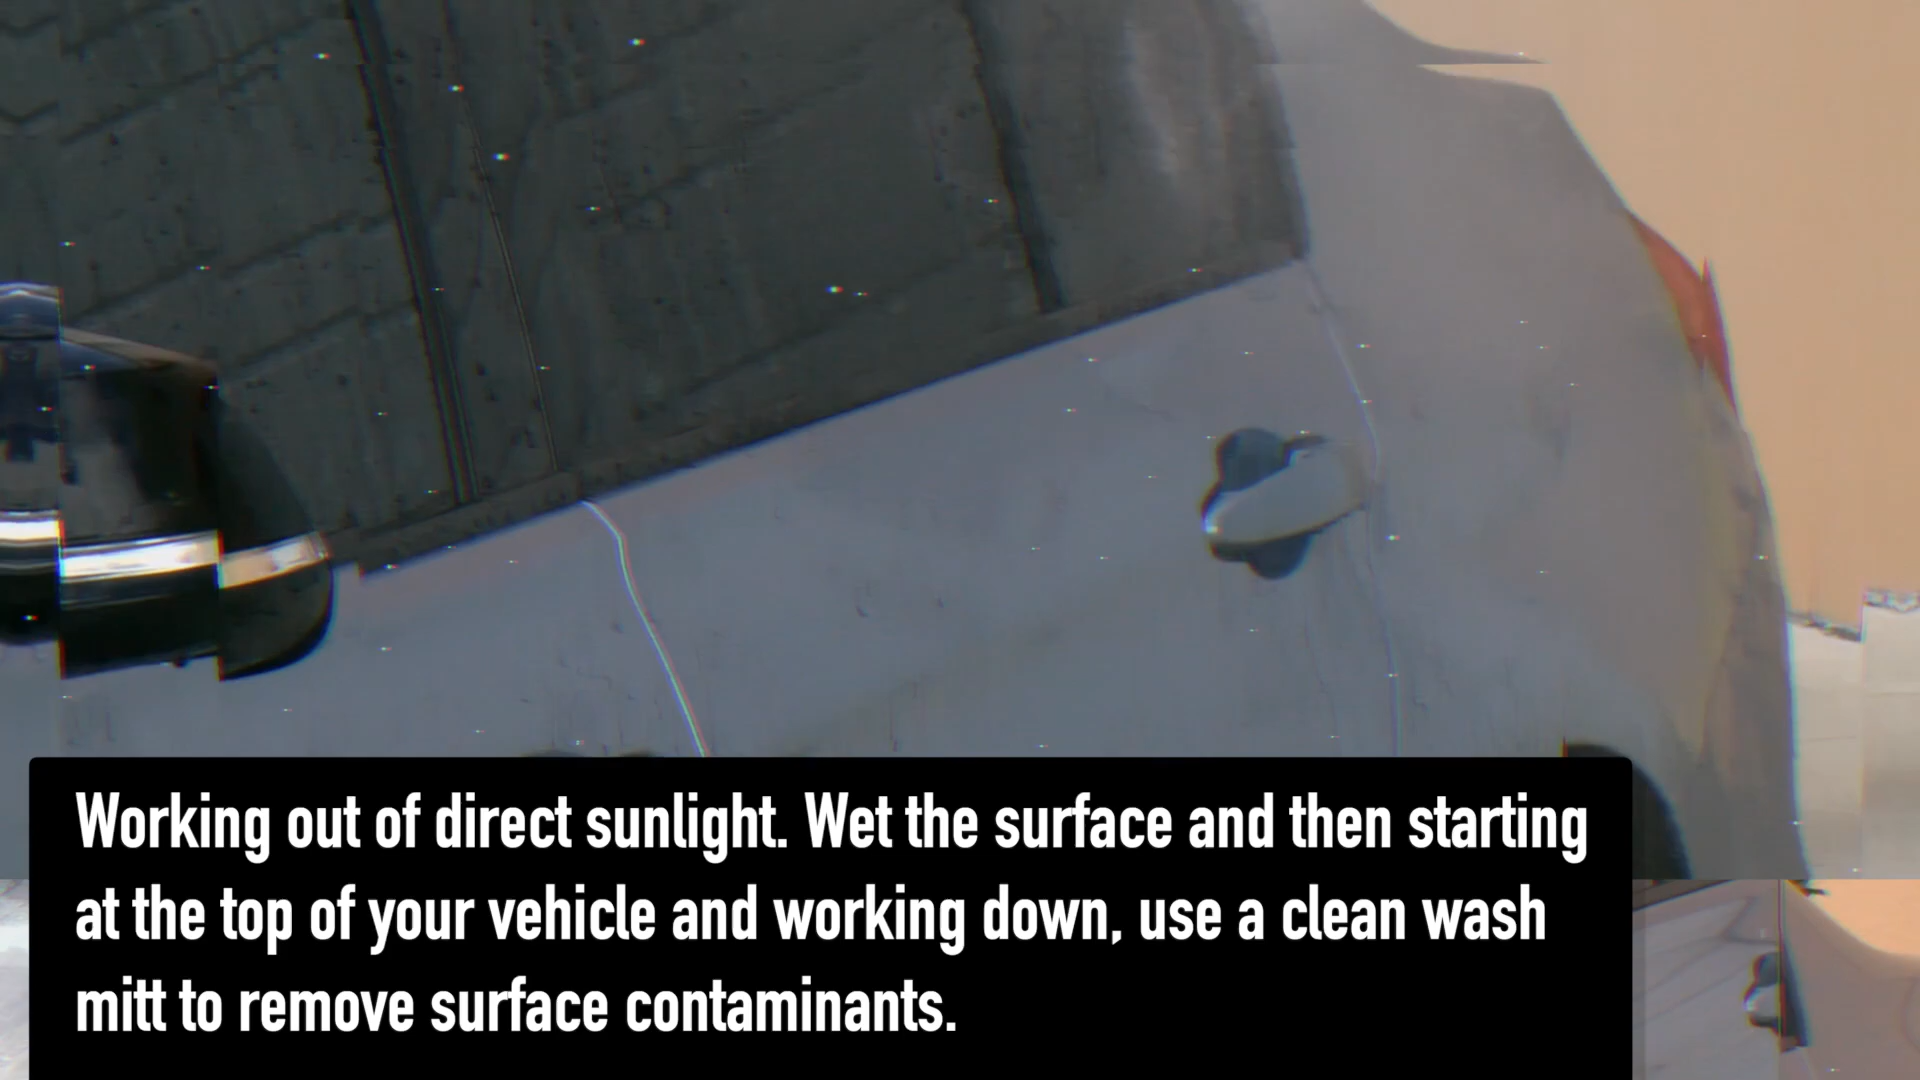 Working out of direct sunlight. Wet the surface and then starting
at the top of your vehicle and working down, use a clean wash
mitt to remove surface contaminants.